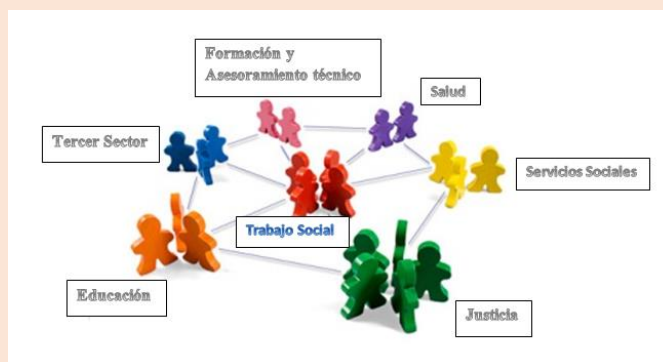 Formación y
Asesoramiento técnico
Salud
Tercer Sector
Servicios Sociales
Trabajo Social
Educación
Justicia